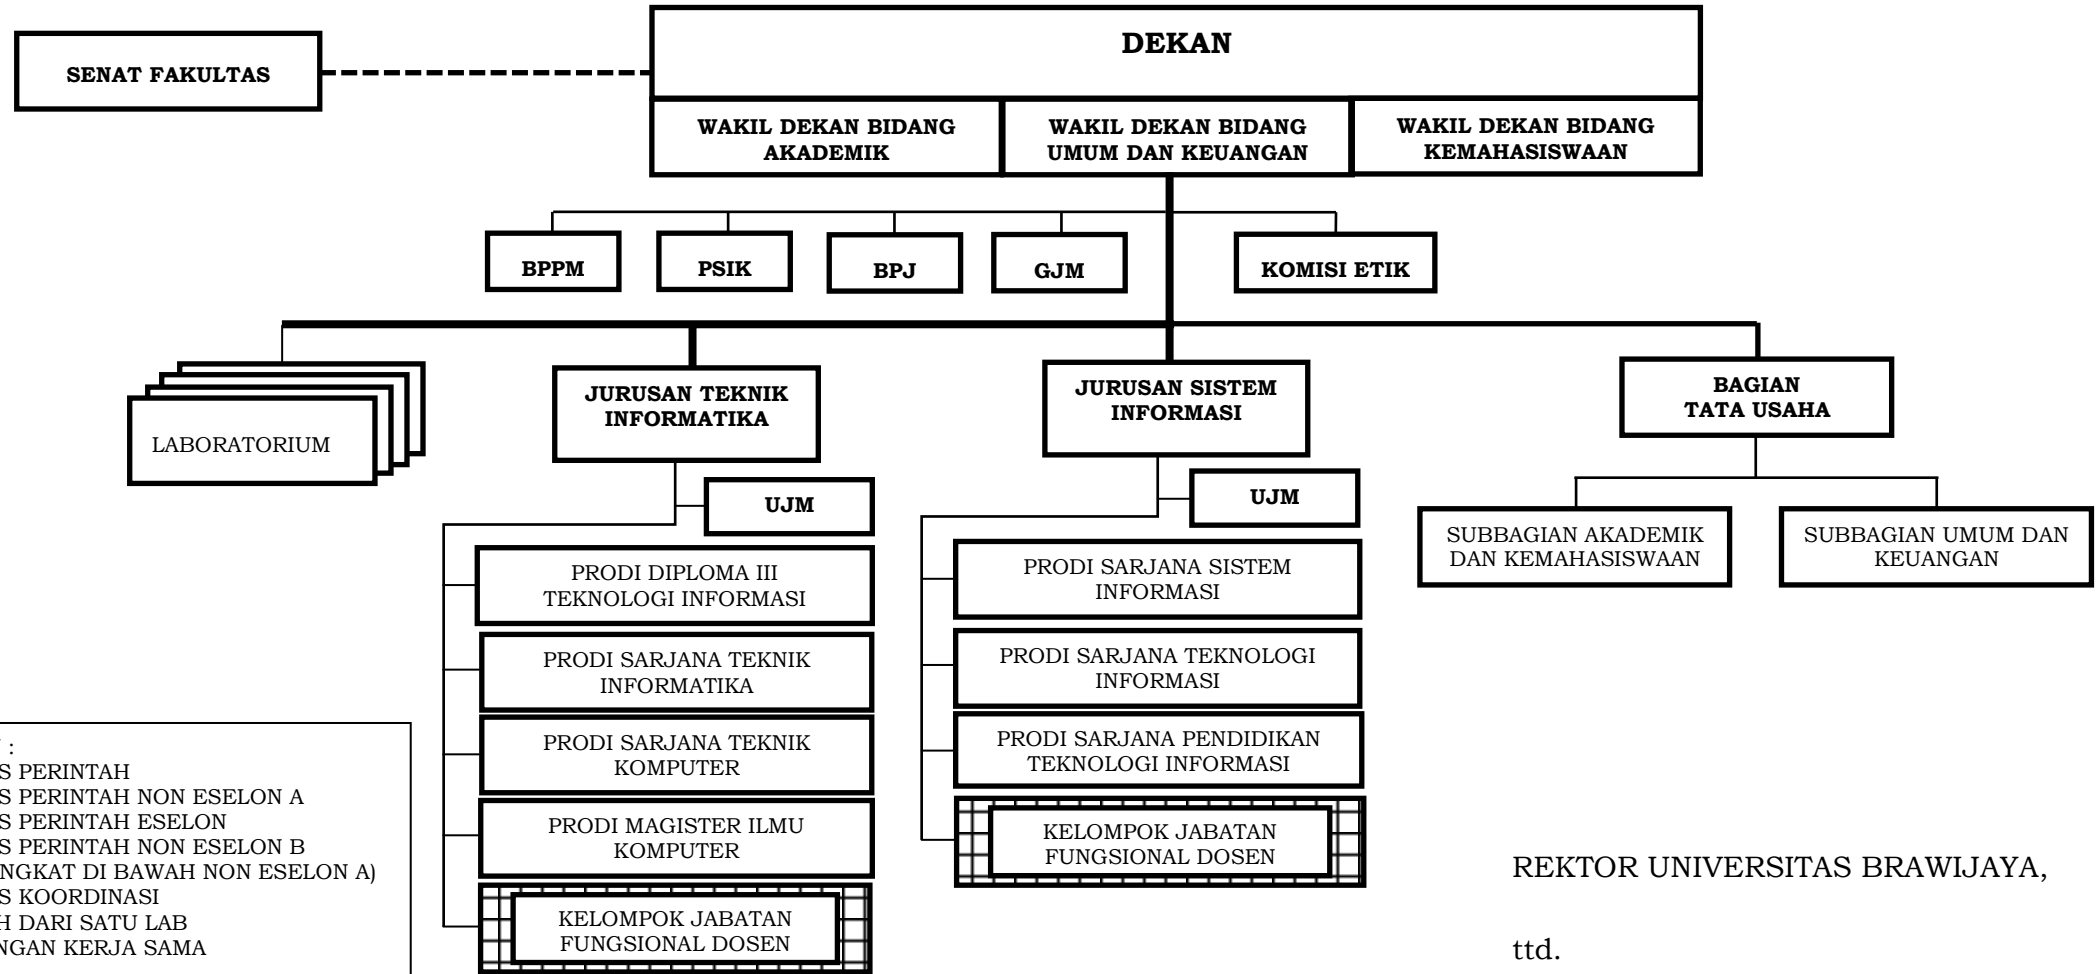 DEKAN
SENAT FAKULTAS
WAKIL DEKAN BIDANG
AKADEMIK
WAKIL DEKAN BIDANG
UMUM DAN KEUANGAN
WAKIL DEKAN BIDANG
KEMAHASISWAAN
BPPM
PSIK
BPJ
GJM
KOMISI ETIK
LABORATORIUM
JURUSAN TEKNIK
INFORMATIKA
JURUSAN SISTEM
INFORMASI
BAGIAN
TATA USAHA
UJM
UJM
SUBBAGIAN AKADEMIK
DAN KEMAHASISWAAN
SUBBAGIAN UMUM DAN
KEUANGAN
PRODI DIPLOMA III
TEKNOLOGI INFORMASI
PRODI SARJANA TEKNIK
INFORMATIKA
PRODI SARJANA TEKNIK
KOMPUTER
PRODI MAGISTER ILMU
KOMPUTER
KELOMPOK JABATAN
FUNGSIONAL DOSEN
PRODI SARJANA SISTEM
INFORMASI
PRODI SARJANA TEKNOLOGI
INFORMASI
PRODI SARJANA PENDIDIKAN
TEKNOLOGI INFORMASI
KELOMPOK JABATAN
FUNGSIONAL DOSEN
:
S PERINTAH
S PERINTAH NON ESELON A
S PERINTAH ESELON
S PERINTAH NON ESELON B
NGKAT DI BAWAH NON ESELON A)
S KOORDINASI
H DARI SATU LAB
NGAN KERJA SAMA
REKTOR UNIVERSITAS BRAWIJAYA,
ttd.